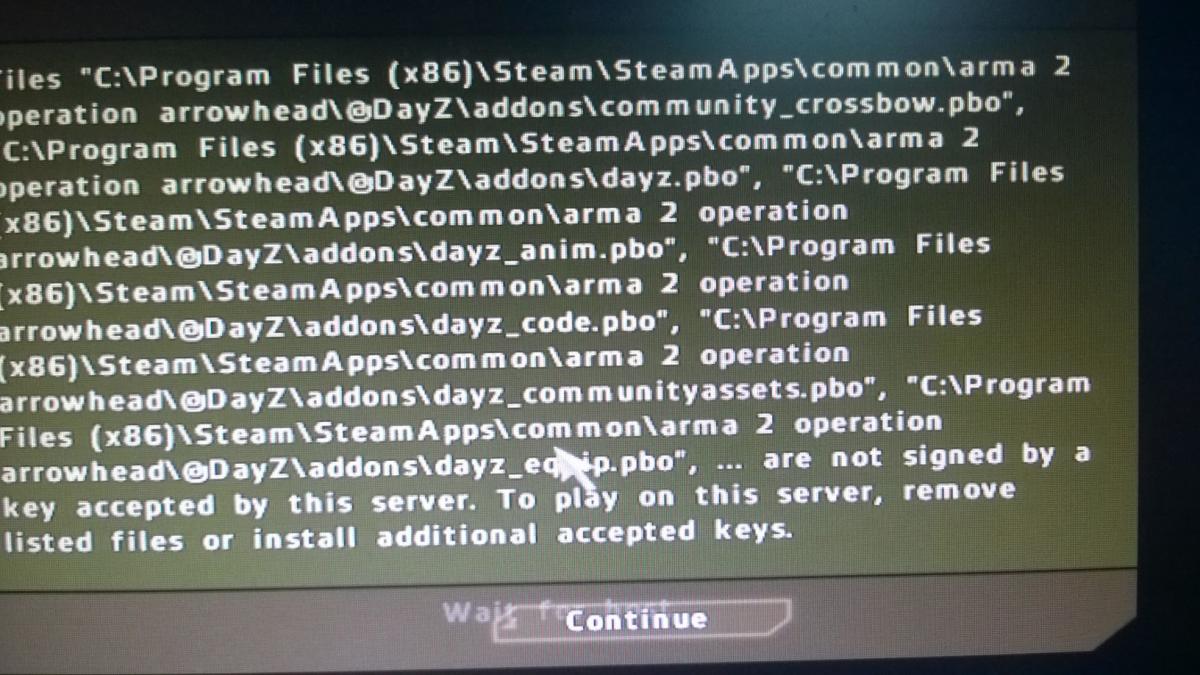 iles "C:\Program Files (x86)\Steam\SteamApps\common\arma 2
operation arrowhead\@DayZ\addons\community_crossbow.pbo",
"C:\Program Files (x86)\Steam\SteamApps\common\arma 2
operation arrowhead\@DayZ\addons\dayz.pbo", "C:\Program Files
(x86)\Steam\SteamApps\common\arma 2 operation
arrowhead\@DayZ\addons\dayz_anim.pbo", "C:\Program Files
(x86)\Steam\SteamApps\common\arma 2 operation
arrowhead\@DayZ\addons\dayz_code.pbo", "C:\Program Files
(x86)\Steam\SteamApps\common\arma 2 operation
arrowhead\@DayZ\addons\dayz_communityassets.pbo", "C:\Program
Files (x86)\Steam\SteamApps\common\arma 2 operation
arrowhead\@DayZ\addons\dayz_equip.pbo", ... are not signed by a
key accepted by this server. To play on this server, remove
listed files or install additional accepted keys.
Wait for host
Continue